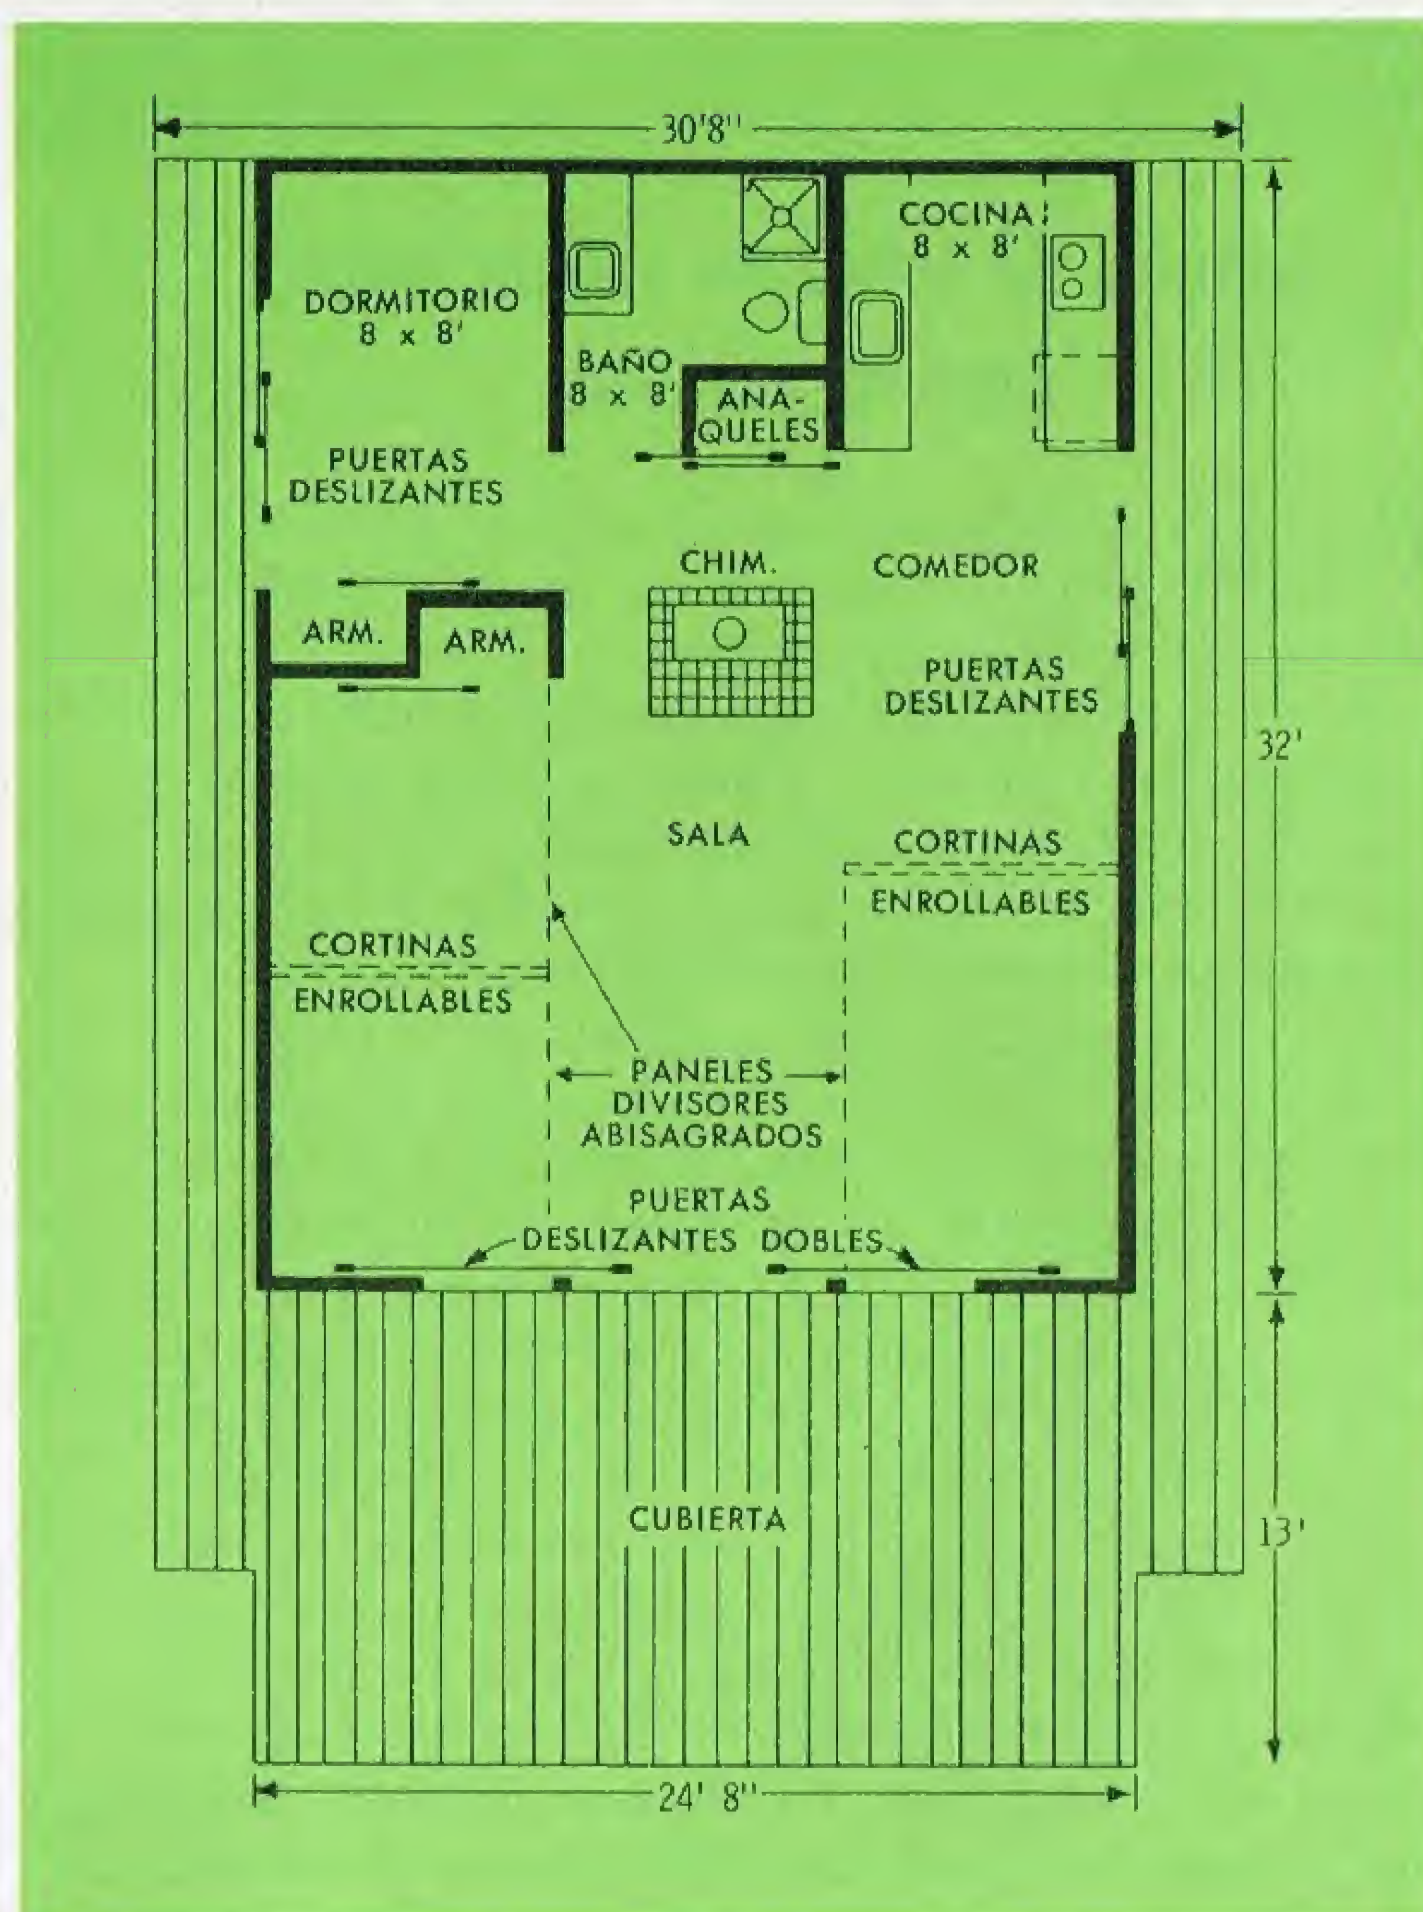 30'8"
COCINA
8 x 8'
DORMITORIO
8 x 8'
BAÑO
8 x 8'
ANA-
QUELES
PUERTAS
DESLIZANTES
CHIM.
COMEDOR
ARM.
ARM.
PUERTAS
DESLIZANTES
32'
SALA
CORTINAS
ENROLLABLES
CORTINAS
ENROLLABLES
PANELES
DIVISORES
ABISAGRADOS
PUERTAS
DESLIZANTES DOBLES
CUBIERTA
13'
24' 8"